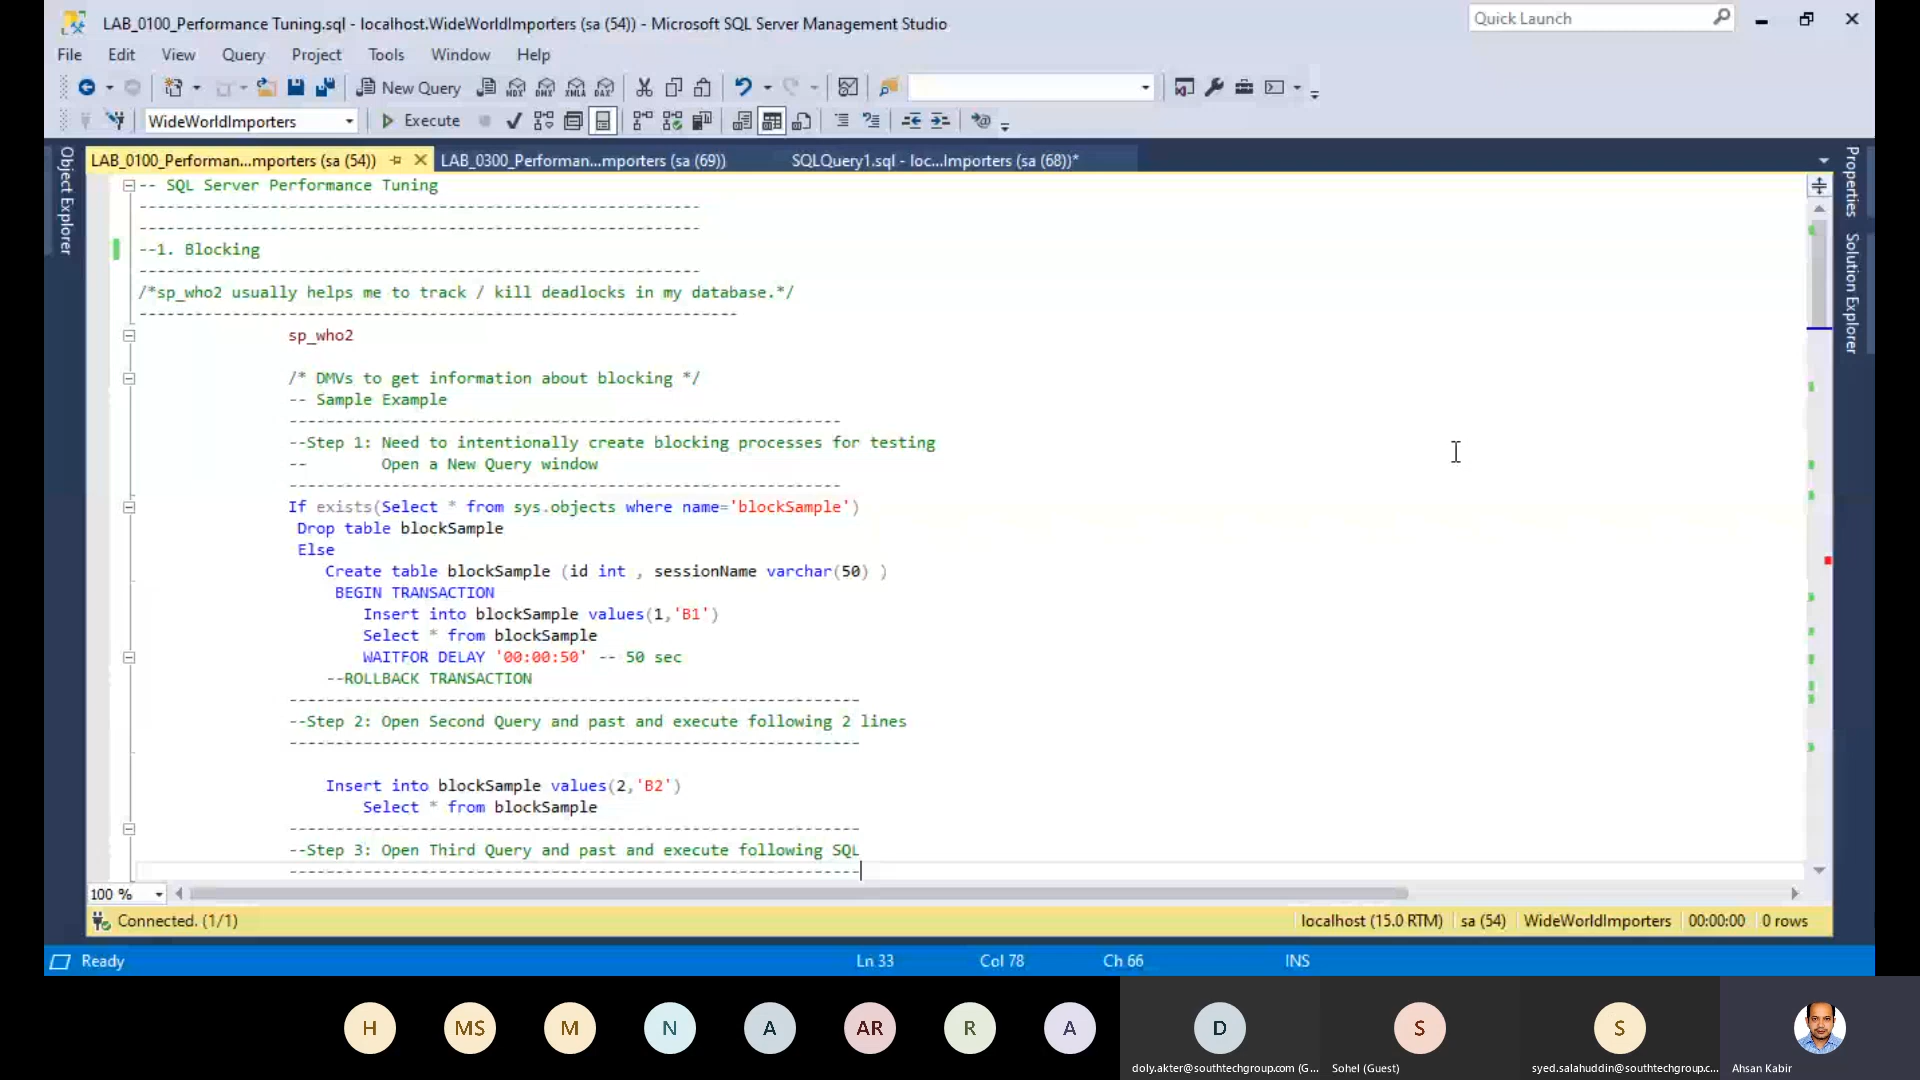 LAB_0100_Performance Tuning.sql - localhost.WideWorldImporters (sa (54)) - Microsoft SQL Server Management Studio
Quick Launch
File Edit View Query Project Tools Window Help
New Query
WideWorldImporters
Execute
LAB_0100_Performan...mporters (sa (54))
LAB_0300_Performan...mporters (sa (69))
SQLQuery1.sql - loc...Importers (sa (68))*
Object Explorer
Properties
Solution Explorer
-- SQL Server Performance Tuning
------------------------------------------------------------
------------------------------------------------------------
--1. Blocking
------------------------------------------------------------
/*sp_who2 usually helps me to track / kill deadlocks in my database.*/
----------------------------------------------------------------
sp_who2
/* DMVs to get information about blocking */
-- Sample Example
-----------------------------------------------------------
--Step 1: Need to intentionally create blocking processes for testing
--        Open a New Query window
-----------------------------------------------------------
If exists(Select * from sys.objects where name='blockSample')
Drop table blockSample
Else
Create table blockSample (id int , sessionName varchar(50) )
BEGIN TRANSACTION
Insert into blockSample values(1,'B1')
Select * from blockSample
WAITFOR DELAY '00:00:50' -- 50 sec
--ROLLBACK TRANSACTION
-------------------------------------------------------------
--Step 2: Open Second Query and past and execute following 2 lines
-------------------------------------------------------------
Insert into blockSample values(2,'B2')
Select * from blockSample
-------------------------------------------------------------
--Step 3: Open Third Query and past and execute following SQL
-------------------------------------------------------------
100 %
Connected. (1/1)
localhost (15.0 RTM) sa (54) WideWorldImporters 00:00:00 0 rows
Ready Ln 33 Col 78 Ch 66 INS
H MS M N A AR R A D S S
doly.akter@southtechgroup.com (G... Sohel (Guest) syed.salahuddin@southtechgroup.c... Ahsan Kabir